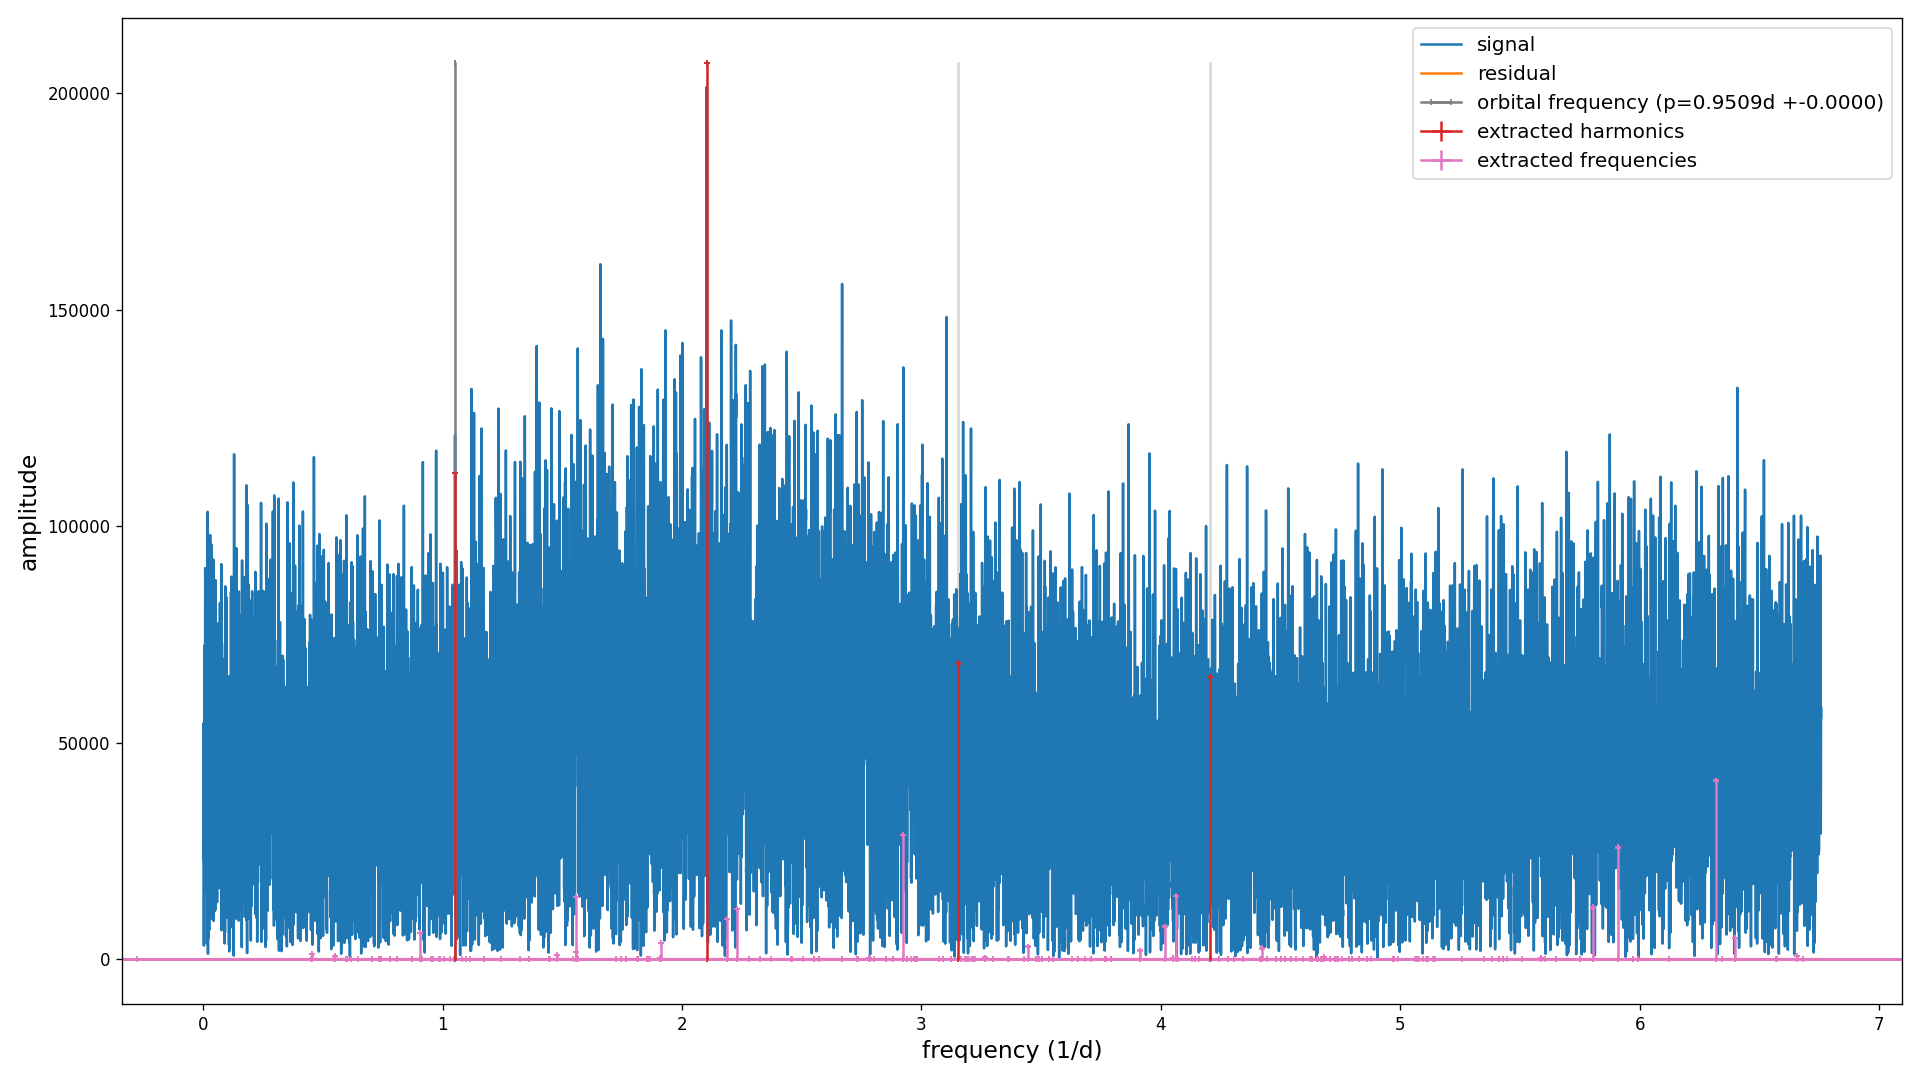 signal
residual
orbital frequency (p=0.9509d +-0.0000)
extracted harmonics
extracted frequencies
amplitude
200000
150000
100000
50000
0
0 1 2 3 4 5 6 7
frequency (1/d)